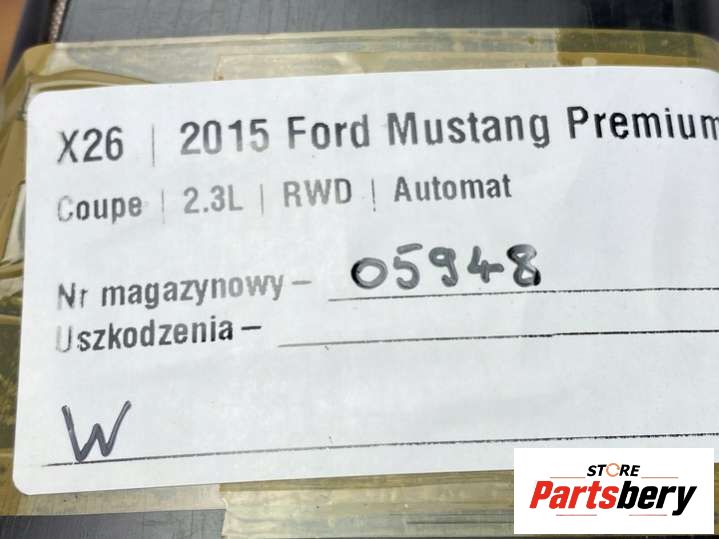 X26 | 2015 Ford Mustang Premium
Coupe | 2.3L | RWD | Automat
Nr magazynowy – 05948
Uszkodzenia –
W
STORE
Partsbery